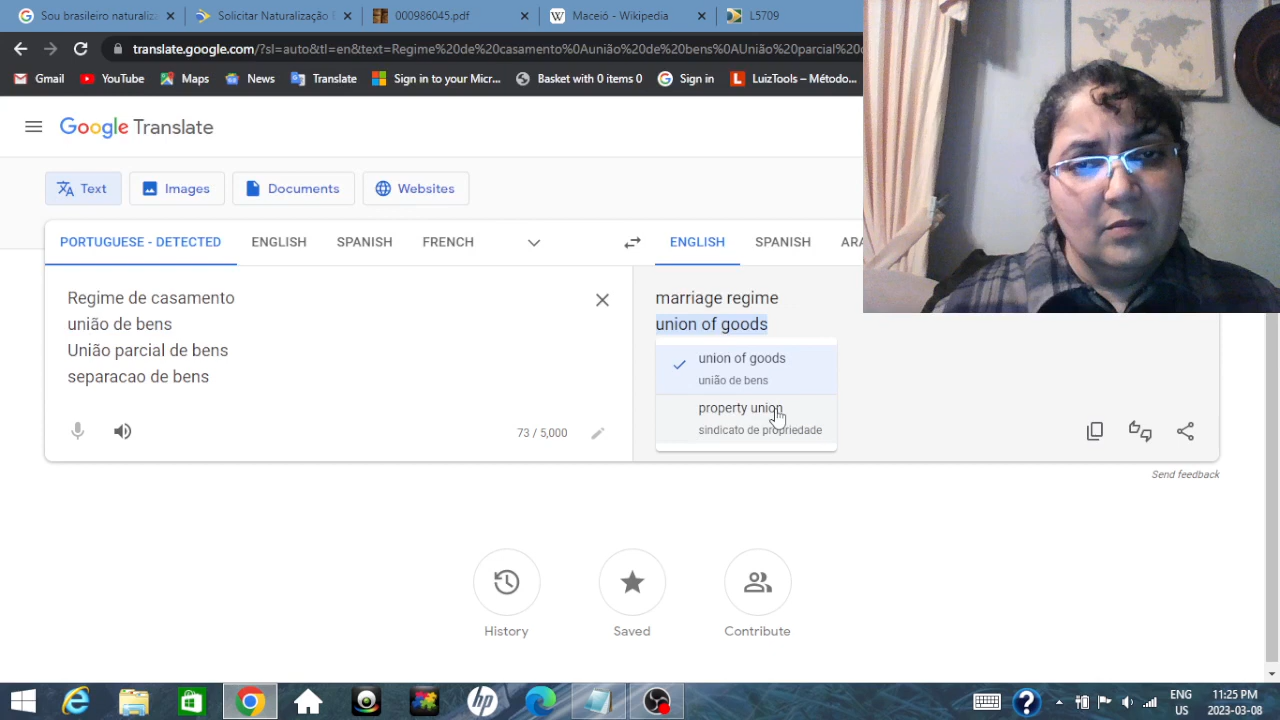 Sou brasileiro naturaliza
Solicitar Naturalização
000986045.pdf
Maceió - Wikipedia
L5709
translate.google.com/?sl=auto&tl=en&text=Regime%20de%20casamento%0Aunião%20de%20bens%0AUnião%20parcial%20
Gmail
YouTube
Maps
News
Translate
Sign in to your Micr...
Basket with 0 items 0
Sign in
LuizTools – Método...
Google Translate
Text
Images
Documents
Websites
PORTUGUESE - DETECTED
ENGLISH
SPANISH
FRENCH
ENGLISH
SPANISH
ARA
Regime de casamento
união de bens
União parcial de bens
separacao de bens
73 / 5,000
marriage regime
union of goods
union of goods
união de bens
property union
sindicato de propriedade
Send feedback
History
Saved
Contribute
ENG
US
11:25 PM
2023-03-08